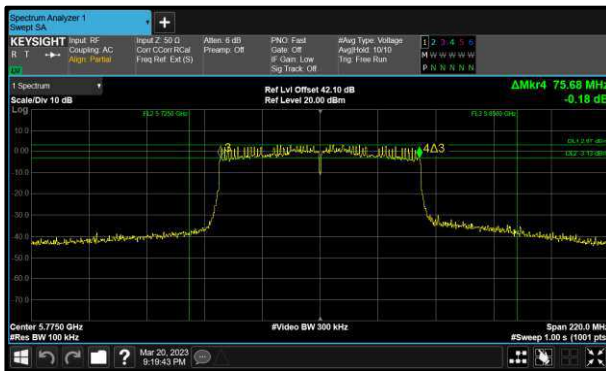 Spectrum Analyzer 1
Swept SA
KEYSIGHT
R T
Input: RF
Coupling: AC
Align: Partial
Input Z: 50 Ω
Corr CCorr RCal
Freq Ref: Ext (S)
Atten: 6 dB
Preamp: Off
PNO: Fast
Gate: Off
IF Gain: Low
Sig Track: Off
#Avg Type: Voltage
Avg|Hold: 10/10
Trig: Free Run
1 2 3 4 5 6
M W W W W W
P N N N N N
1 Spectrum
Scale/Div 10 dB
Ref Lvl Offset 42.10 dB
Ref Level 20.00 dBm
ΔMkr4 75.68 MHz
-0.18 dB
Log
10.0
0.00
-10.0
-20.0
-30.0
-40.0
-50.0
-60.0
-70.0
3
4Δ3
Center 5.7750 GHz
#Res BW 100 kHz
#Video BW 300 kHz
Span 220.0 MHz
#Sweep 1.00 s (1001 pts)
Mar 20, 2023
9:19:43 PM